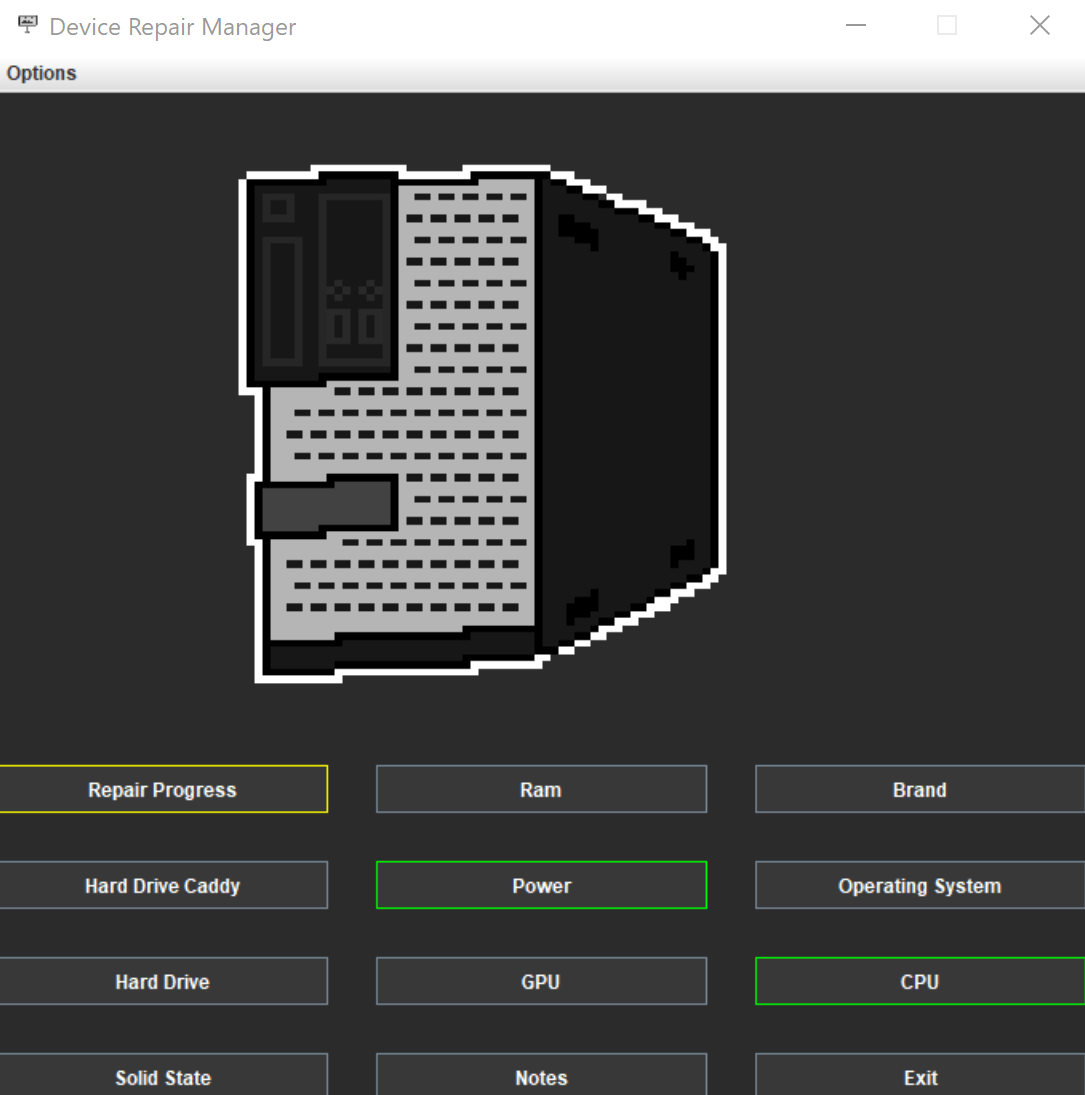 Device Repair Manager
Options
Repair Progress
Ram
Brand
Hard Drive Caddy
Power
Operating System
Hard Drive
GPU
CPU
Solid State
Notes
Exit